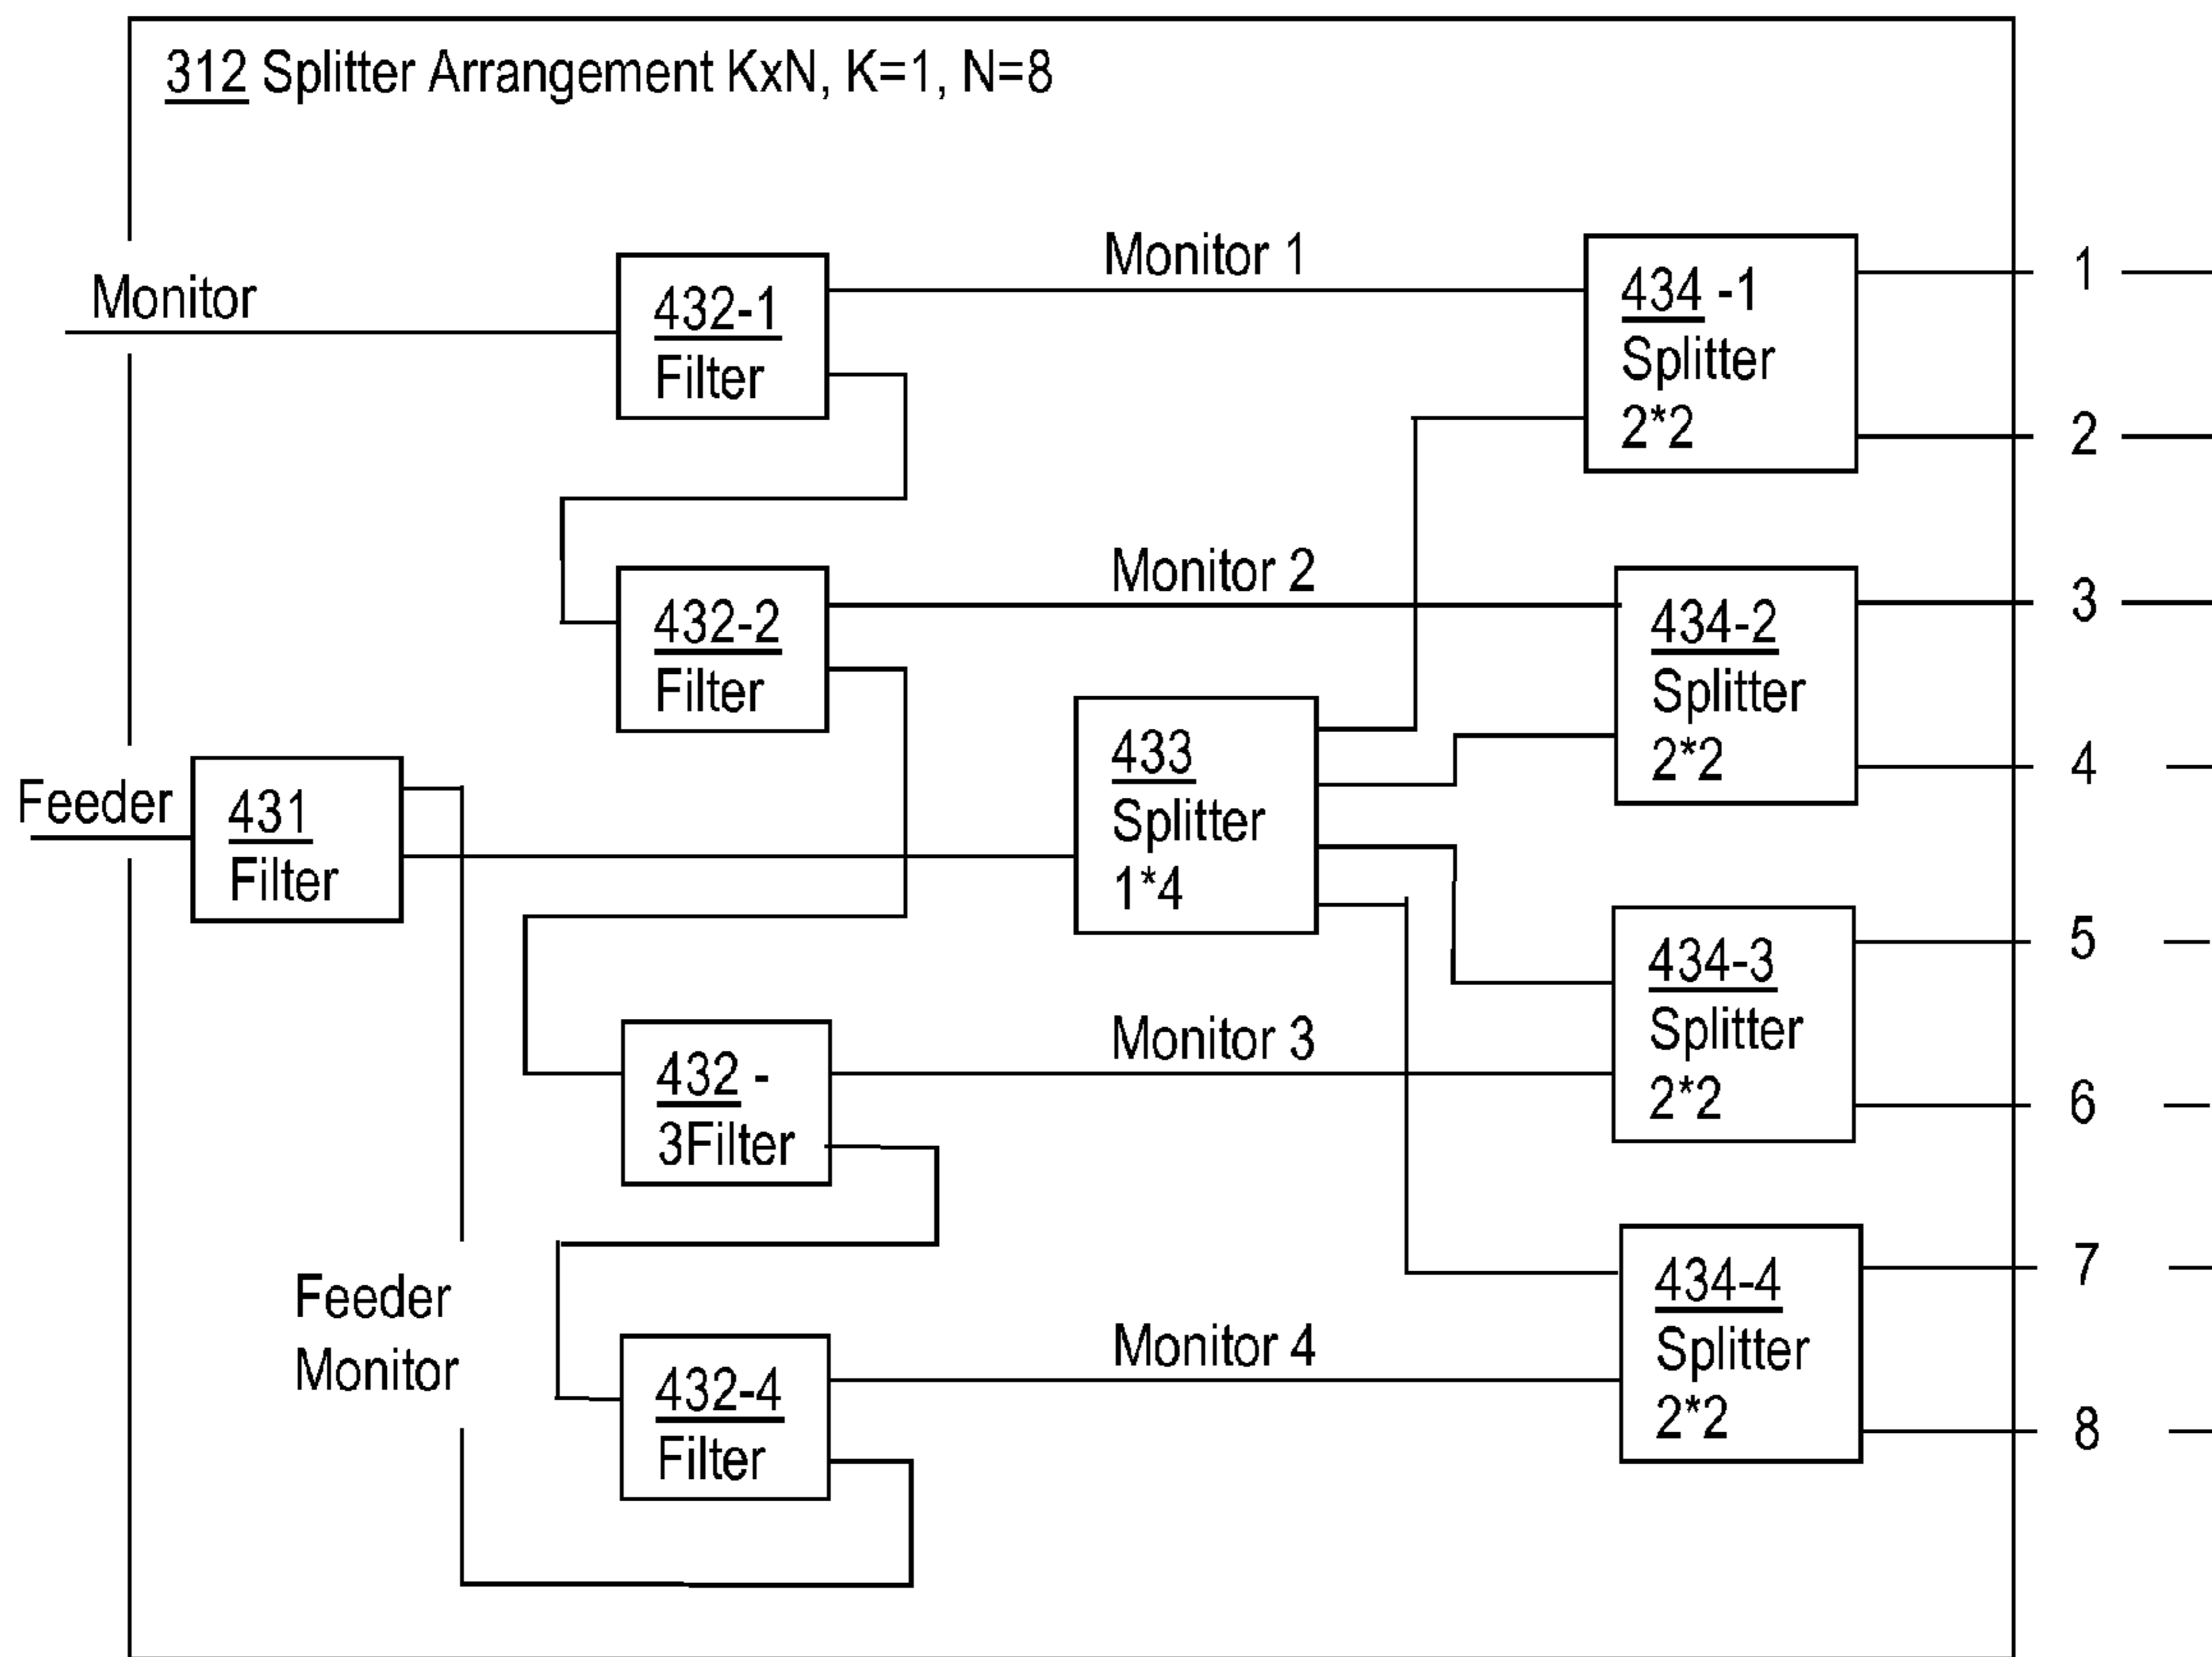 312 Splitter Arrangement KxN, K=1, N=8
Monitor
432-1
Filter
Monitor 1
434 -1
Splitter
2*2
1
2
432-2
Filter
Monitor 2
434-2
Splitter
2*2
3
4
Feeder
431
Filter
433
Splitter
1*4
432 -
3Filter
Monitor 3
434-3
Splitter
2*2
5
6
Feeder
Monitor
432-4
Filter
Monitor 4
434-4
Splitter
2*2
7
8